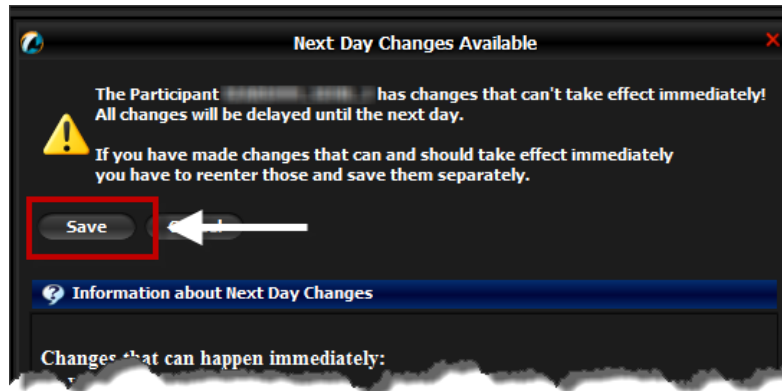 Next Day Changes Available
The Participant has changes that can't take effect immediately!
All changes will be delayed until the next day.
If you have made changes that can and should take effect immediately
you have to reenter those and save them separately.
Save
Information about Next Day Changes
Changes that can happen immediately: